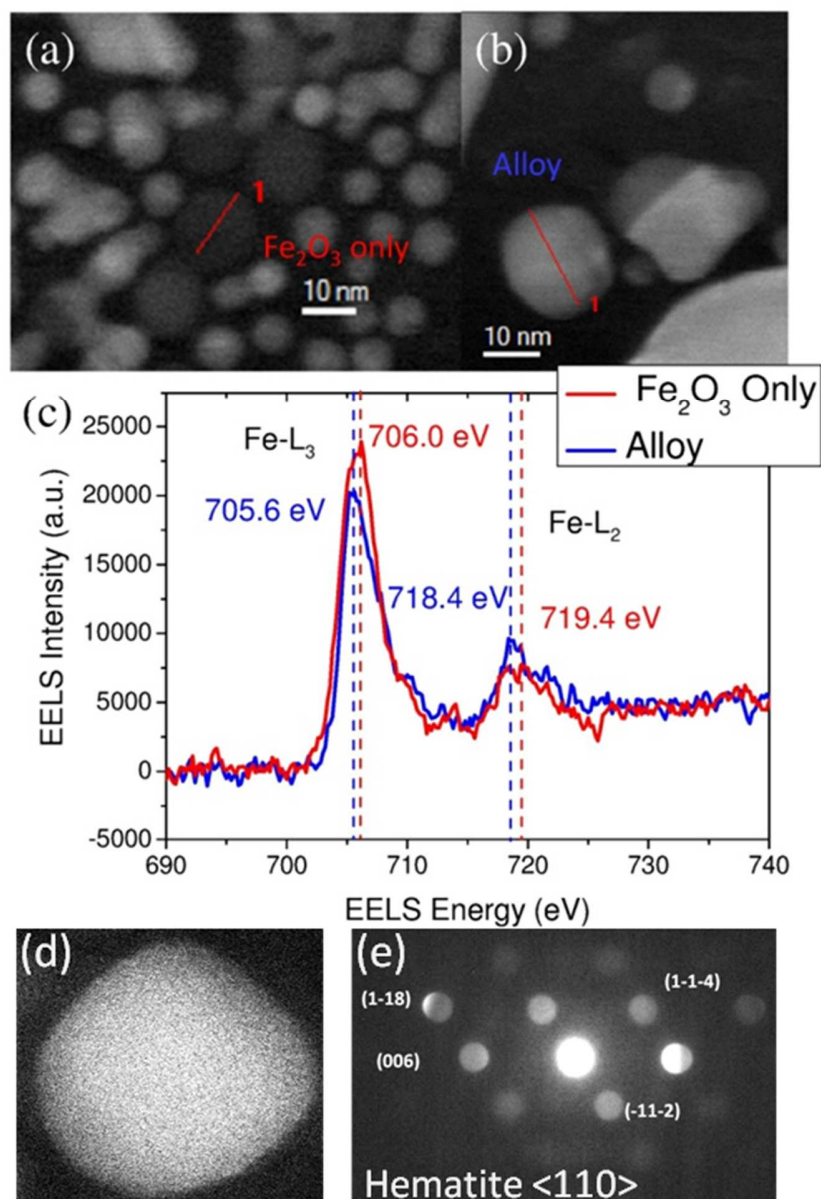 (a)
1
Fe₂O₃ only
10 nm
(b)
Alloy
1
10 nm
(c)
Fe₂O₃ Only
Alloy
Fe-L₃
706.0 eV
705.6 eV
Fe-L₂
718.4 eV
719.4 eV
EELS Intensity (a.u.)
25000
20000
15000
10000
5000
0
-5000
690 700 710 720 730 740
EELS Energy (eV)
(d)
(e)
(1-18)
(1-1-4)
(006)
(-11-2)
Hematite <110>